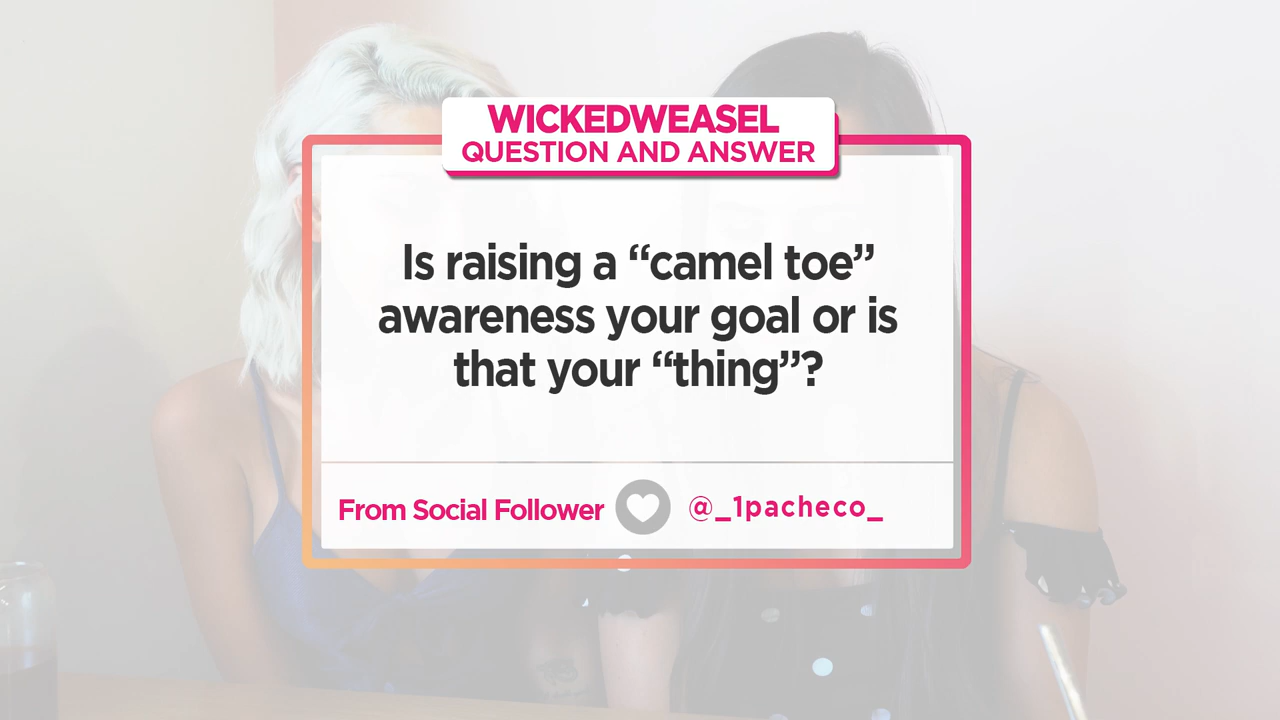 WICKEDWEASEL
QUESTION AND ANSWER
Is raising a “camel toe”
awareness your goal or is
that your “thing”?
From Social Follower @_1pacheco_